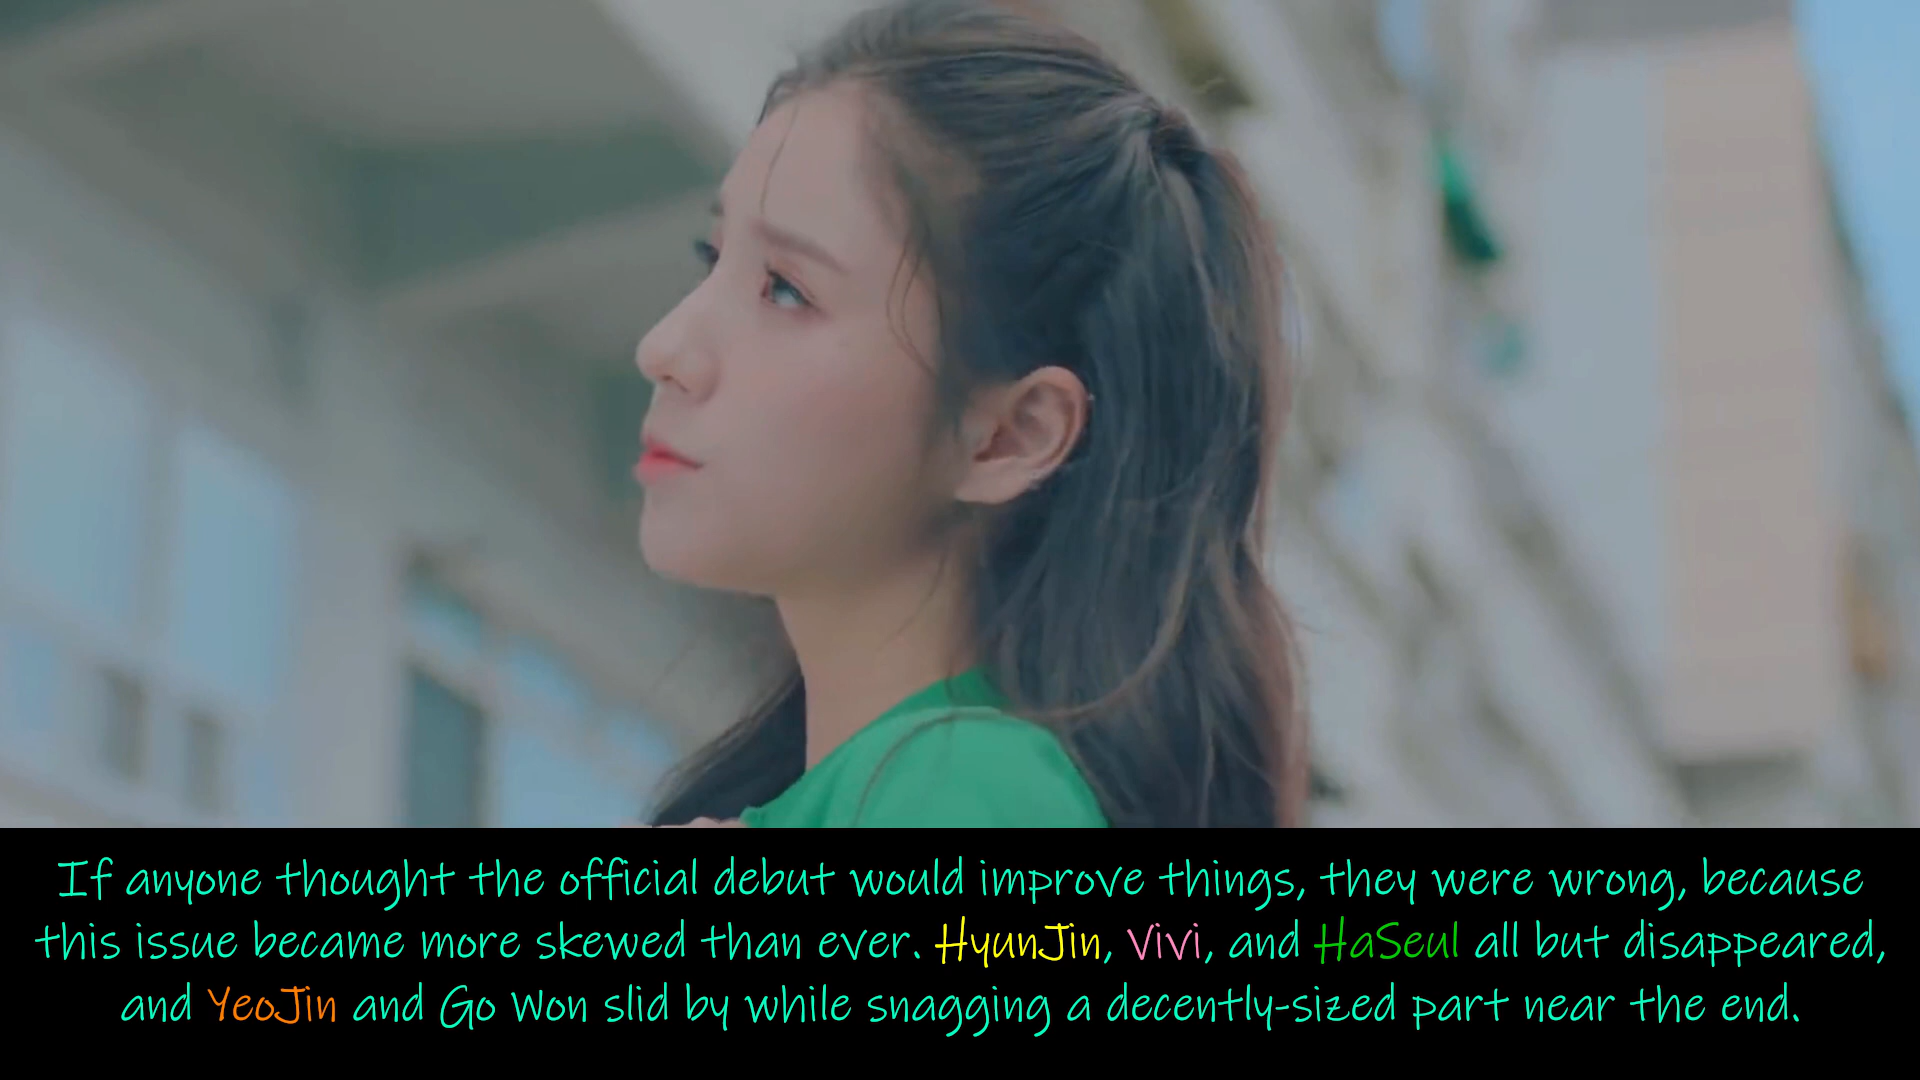 If anyone thought the official debut would improve things, they were wrong, because
this issue became more skewed than ever. HyunJin, Vivi, and HaSeul all but disappeared,
and YeoJin and Go Won slid by while snagging a decently-sized part near the end.